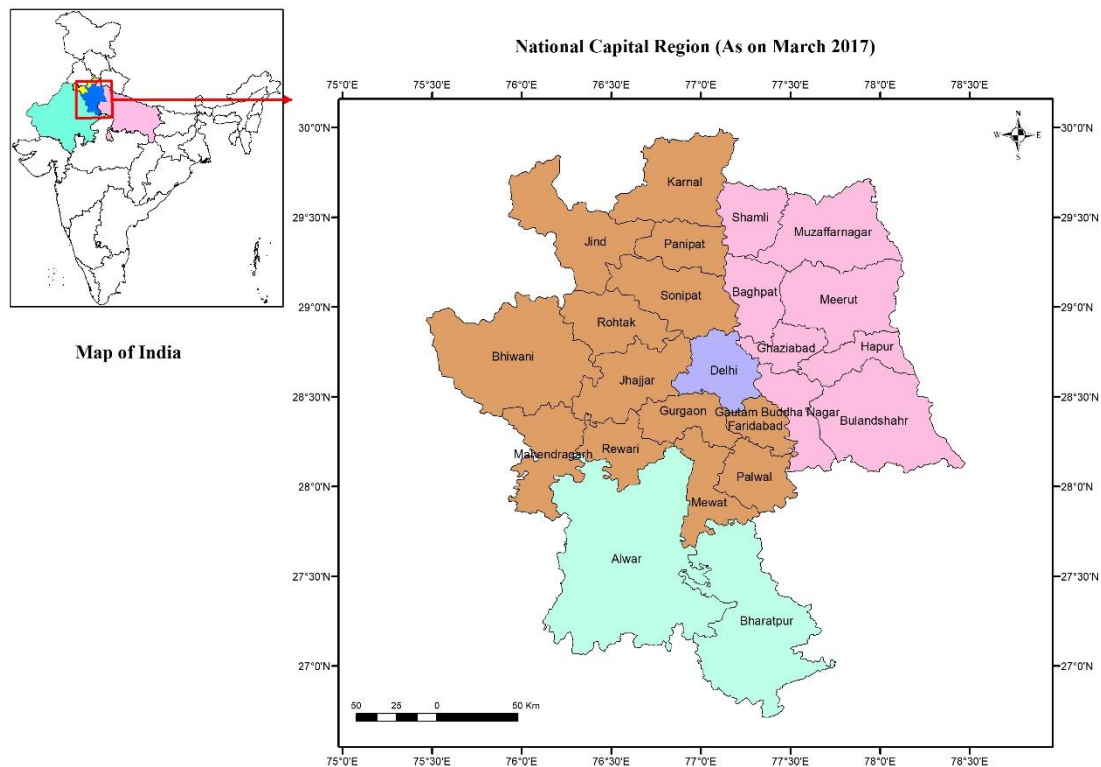 National Capital Region (As on March 2017)
Map of India
75°0'E 75°30'E 76°0'E 76°30'E 77°0'E 77°30'E 78°0'E 78°30'E
N
W E
S
30°0'N 30°0'N
Karnal
29°30'N 29°30'N
Shamli
Muzaffarnagar
Jind
Panipat
Baghpat
Meerut
Sonipat
29°0'N 29°0'N
Rohtak
Ghaziabad
Hapur
Bhiwani
Delhi
Jhajjar
28°30'N 28°30'N
Gurgaon
Gautam Buddha Nagar
Bulandshahr
Faridabad
Mahendragarh
Rewari
Palwal
28°0'N 28°0'N
Mewat
Alwar
27°30'N 27°30'N
Bharatpur
27°0'N 27°0'N
50 25 0 50 Km
75°0'E 75°30'E 76°0'E 76°30'E 77°0'E 77°30'E 78°0'E 78°30'E